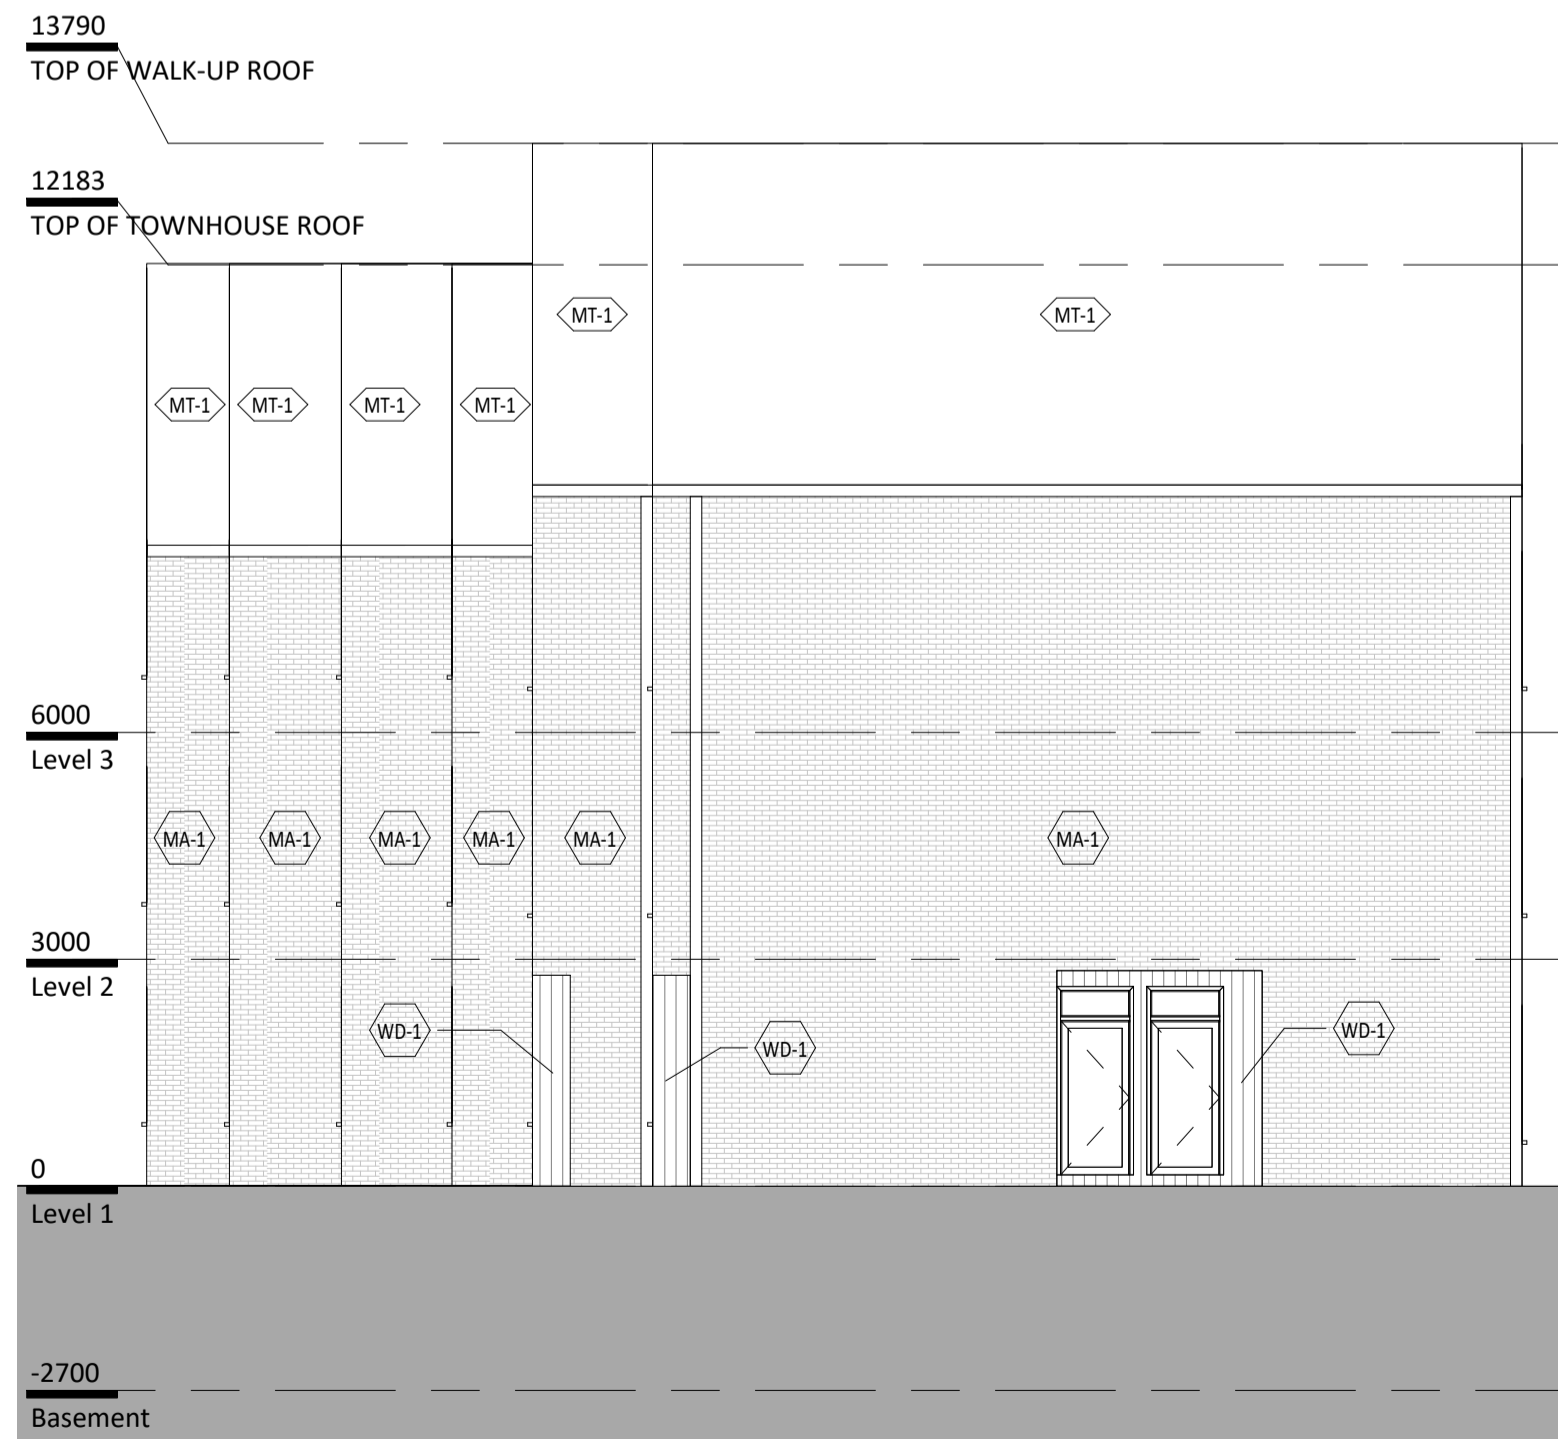 13790
TOP OF WALK-UP ROOF
12183
TOP OF TOWNHOUSE ROOF
MT-1 MT-1
MT-1 MT-1 MT-1 MT-1
6000
Level 3
MA-1 MA-1 MA-1 MA-1 MA-1 MA-1
3000
Level 2
WD-1 WD-1 WD-1
0
Level 1
-2700
Basement